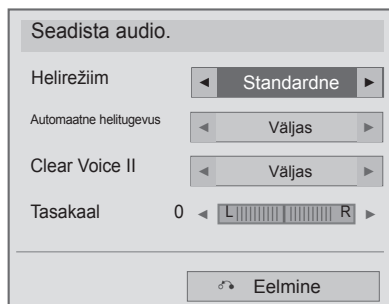 Seadista audio.
Helirežiim ◄ Standardne ►
Automaatne helitugevus ◄ Väljas ►
Clear Voice II ◄ Väljas ►
Tasakaal 0 ◄ L R ►
Eelmine